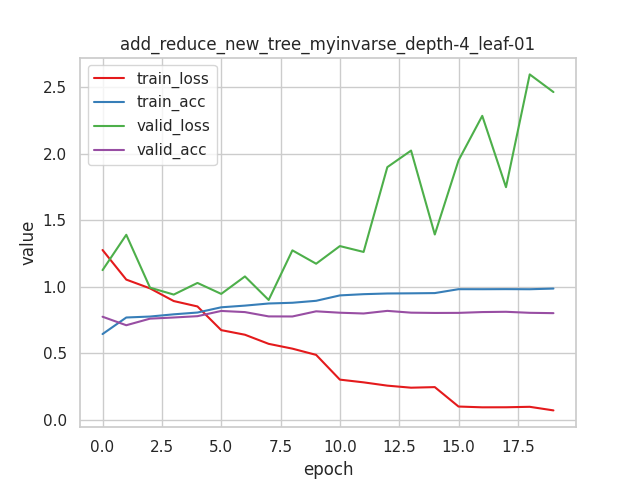 add_reduce_new_tree_myinvarse_depth-4_leaf-01
train_loss
train_acc
valid_loss
valid_acc
value
2.5
2.0
1.5
1.0
0.5
0.0
0.0 2.5 5.0 7.5 10.0 12.5 15.0 17.5
epoch